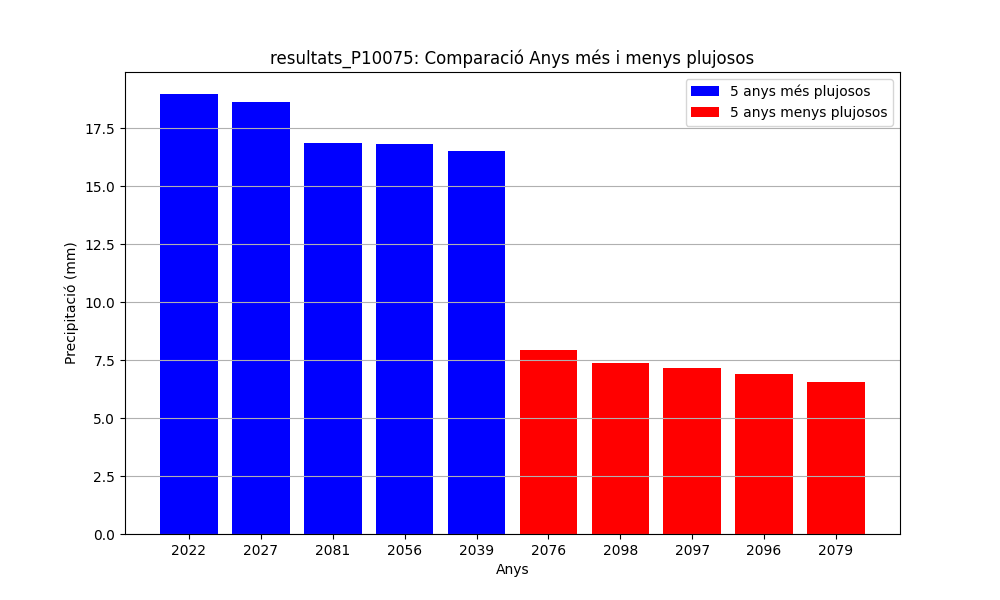 resultats_P10075: Comparació Anys més i menys plujosos
5 anys més plujosos
5 anys menys plujosos
Precipitació (mm)
17.5
15.0
12.5
10.0
7.5
5.0
2.5
0.0
2022 2027 2081 2056 2039 2076 2098 2097 2096 2079
Anys